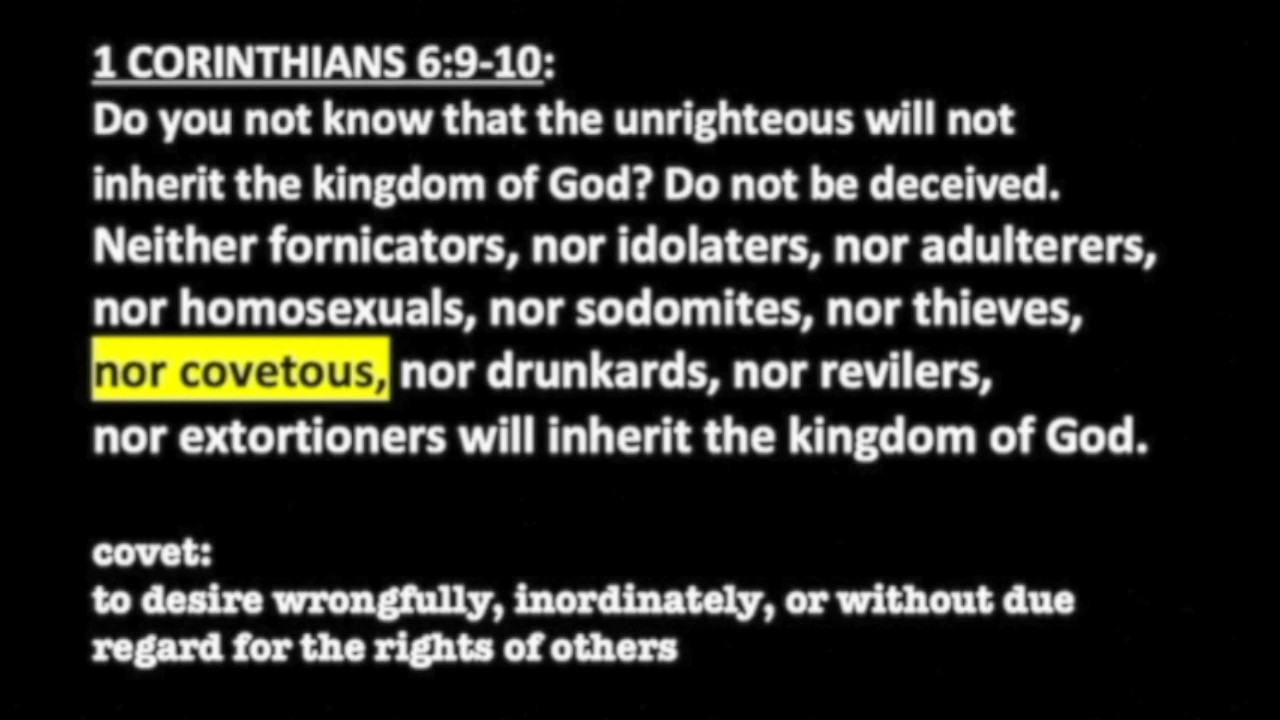 1 CORINTHIANS 6:9-10:
Do you not know that the unrighteous will not
inherit the kingdom of God? Do not be deceived.
Neither fornicators, nor idolaters, nor adulterers,
nor homosexuals, nor sodomites, nor thieves,
nor covetous, nor drunkards, nor revilers,
nor extortioners will inherit the kingdom of God.
covet:
to desire wrongfully, inordinately, or without due
regard for the rights of others